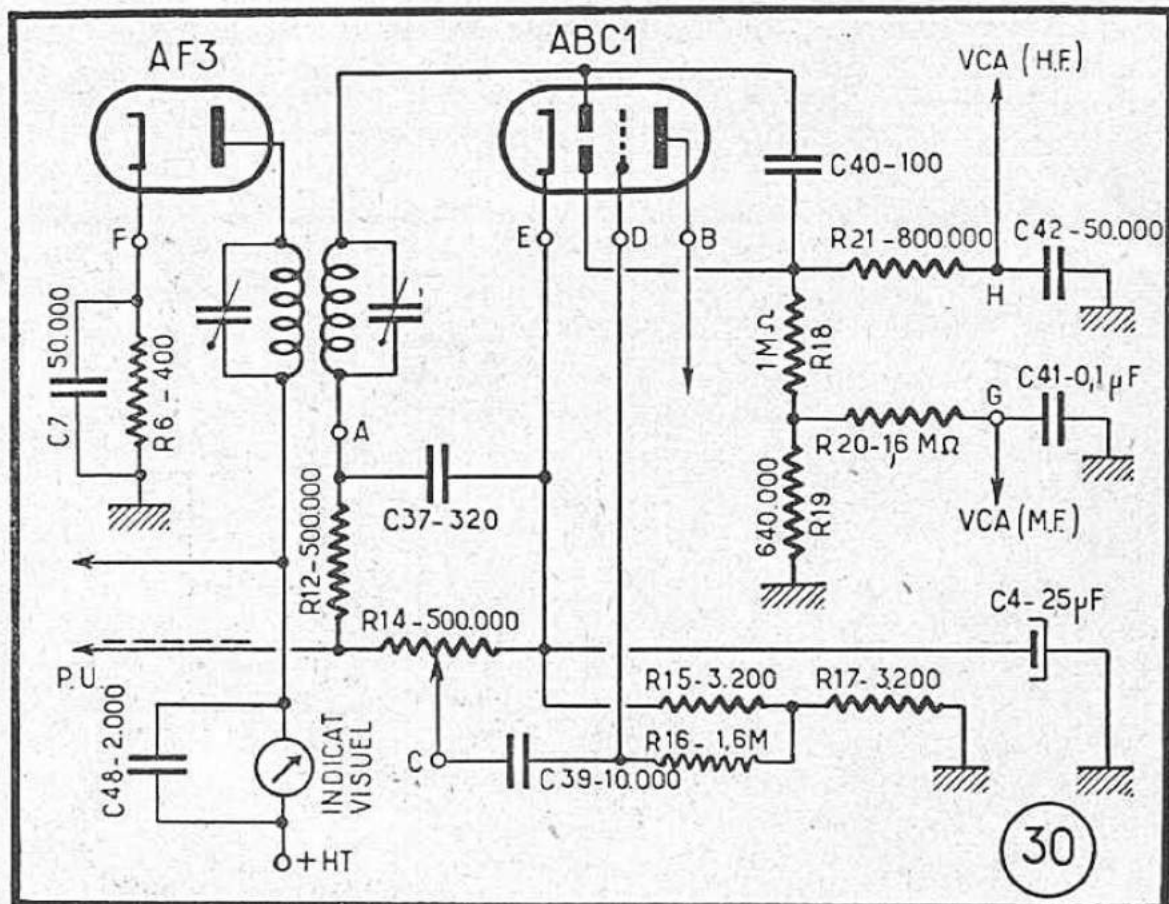 AF3
ABC1
VCA (H.F.)
C40-100
F
E
D
B
R21-800.000
C42-50.000
H
C7 50.000
R6-400
1MΩ
R18
A
G
C41-0,1µF
R20-1,6 MΩ
C37-320
R12-500.000
640.000
R19
VCA (M.F.)
R14-500.000
C4-25µF
P.U.
R15-3.200
R17-3.200
C48-2.000
INDICAT
VISUEL
C
C39-10.000
R16-1,6M
+HT
30